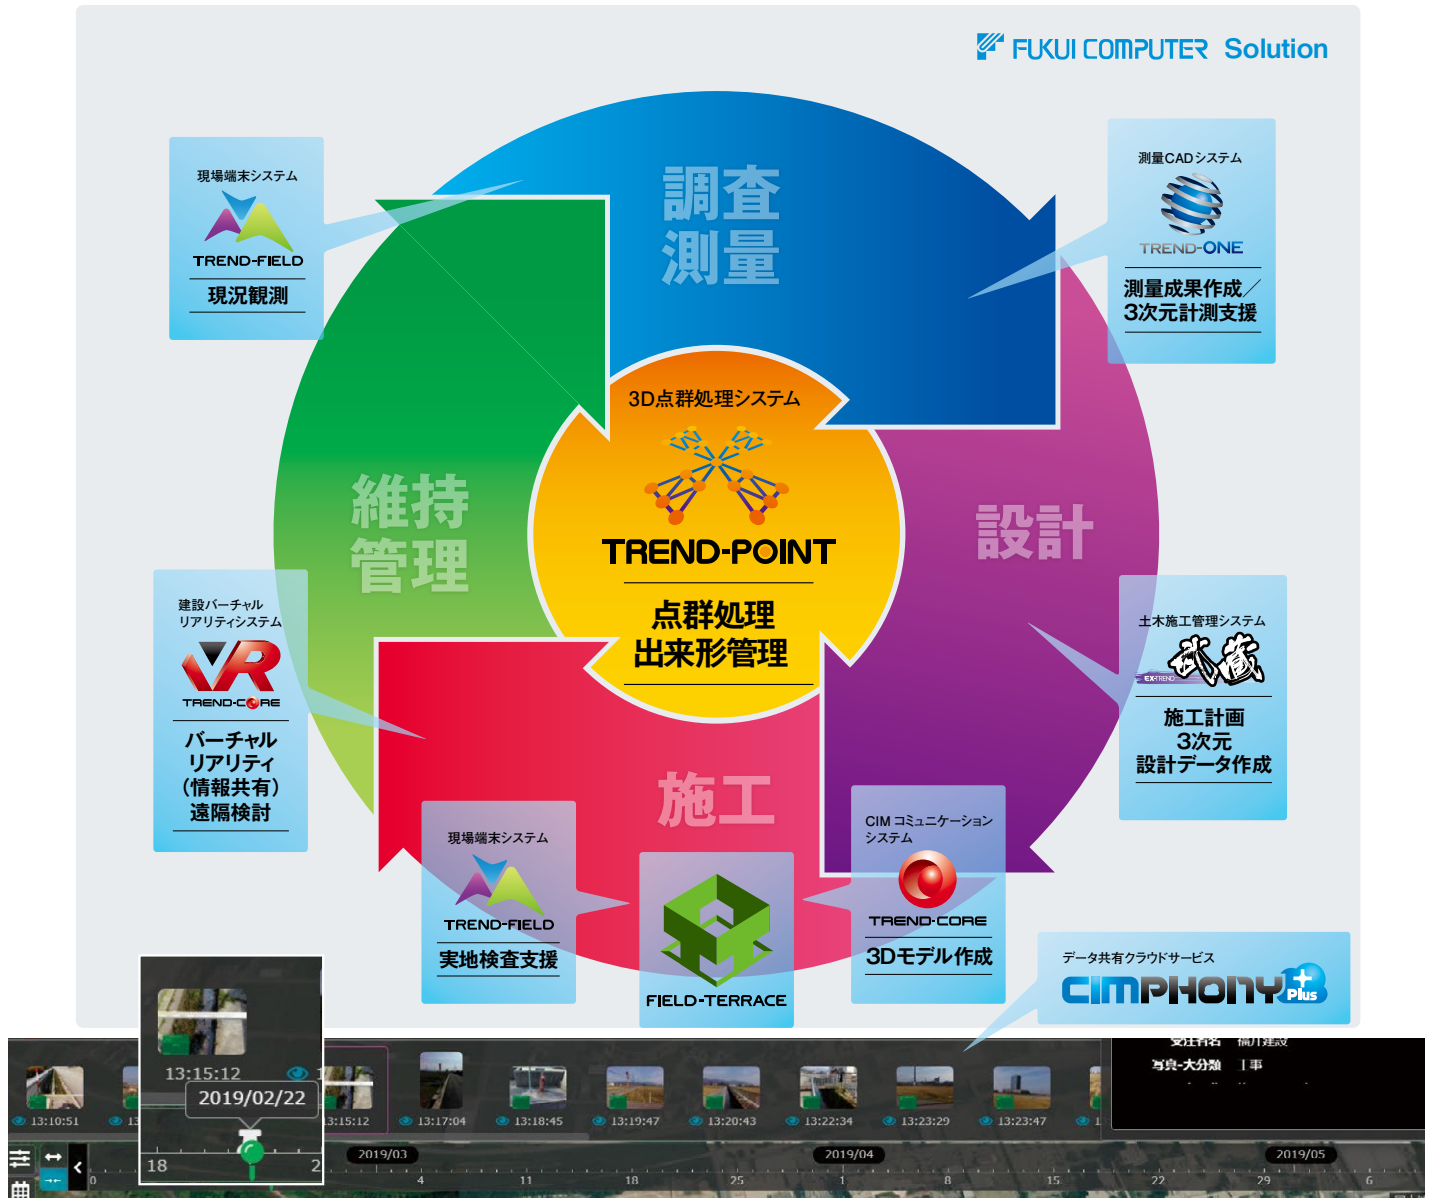 FUKUI COMPUTER Solution
現場端末システム
TREND-FIELD
現況観測
調査
測量
測量CADシステム
TREND-ONE
測量成果作成／
3次元計測支援
3D点群処理システム
TREND-POINT
点群処理
出来形管理
維持
管理
設計
建設バーチャル
リアリティシステム
VR
TREND-CORE
バーチャル
リアリティ
（情報共有）
遠隔検討
土木施工管理システム
EX-TREND
武蔵
施工計画
3次元
設計データ作成
施工
現場端末システム
TREND-FIELD
実地検査支援
FIELD-TERRACE
CIMコミュニケーション
システム
TREND-CORE
3Dモデル作成
データ共有クラウドサービス
CIMPHONY Plus
受注者名 福井建設
写真-大分類 工事
13:15:12
2019/02/22
18
13:10:51
13:15:12
13:17:04
13:18:45
13:19:47
13:20:43
13:22:34
13:23:29
13:23:47
2019/03
2019/04
2019/05
4 11 18 25 1 8 15 22 29 6